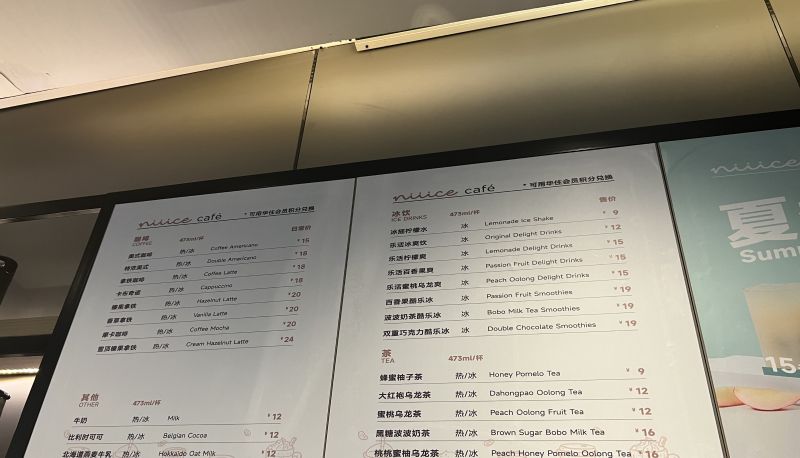 niiice café
*可用华住会员积分兑换
咖啡
COFFEE
473ml/杯
日常价
美式咖啡 热/冰 Coffee Americano ¥15
特浓美式 热/冰 Double Americano ¥18
拿铁咖啡 热/冰 Coffee Latte ¥18
卡布奇诺 热/冰 Cappuccino ¥18
榛果拿铁 热/冰 Hazelnut Latte ¥20
香草拿铁 热/冰 Vanilla Latte ¥20
摩卡咖啡 热/冰 Coffee Mocha ¥20
雪顶榛果拿铁 热/冰 Cream Hazelnut Latte ¥24
其他
OTHER
473ml/杯
牛奶 热/冰 Milk ¥12
比利时可可 热/冰 Belgian Cocoa ¥12
北海道燕麦牛乳 热/冰 Hokkaido Oat Milk ¥12
niiice café
*可用华住会员积分兑换
冰饮
ICE DRINKS
473ml/杯
售价
冰摇柠檬水 冰 Lemonade Ice Shake ¥9
乐活冰爽饮 冰 Original Delight Drinks ¥12
乐活柠檬爽 冰 Lemonade Delight Drinks ¥15
乐活百香果爽 冰 Passion Fruit Delight Drinks ¥15
乐活蜜桃乌龙爽 冰 Peach Oolong Delight Drinks ¥15
百香果酷乐冰 冰 Passion Fruit Smoothies ¥19
波波奶茶酷乐冰 冰 Bobo Milk Tea Smoothies ¥19
双重巧克力酷乐冰 冰 Double Chocolate Smoothies ¥19
茶
TEA
473ml/杯
蜂蜜柚子茶 热/冰 Honey Pomelo Tea ¥9
大红袍乌龙茶 热/冰 Dahongpao Oolong Tea ¥12
蜜桃乌龙茶 热/冰 Peach Oolong Fruit Tea ¥12
黑糖波波奶茶 热/冰 Brown Sugar Bobo Milk Tea ¥16
桃桃蜜柚乌龙茶 热/冰 Peach Honey Pomelo Oolong Tea ¥16
niiice
夏
Summ
15